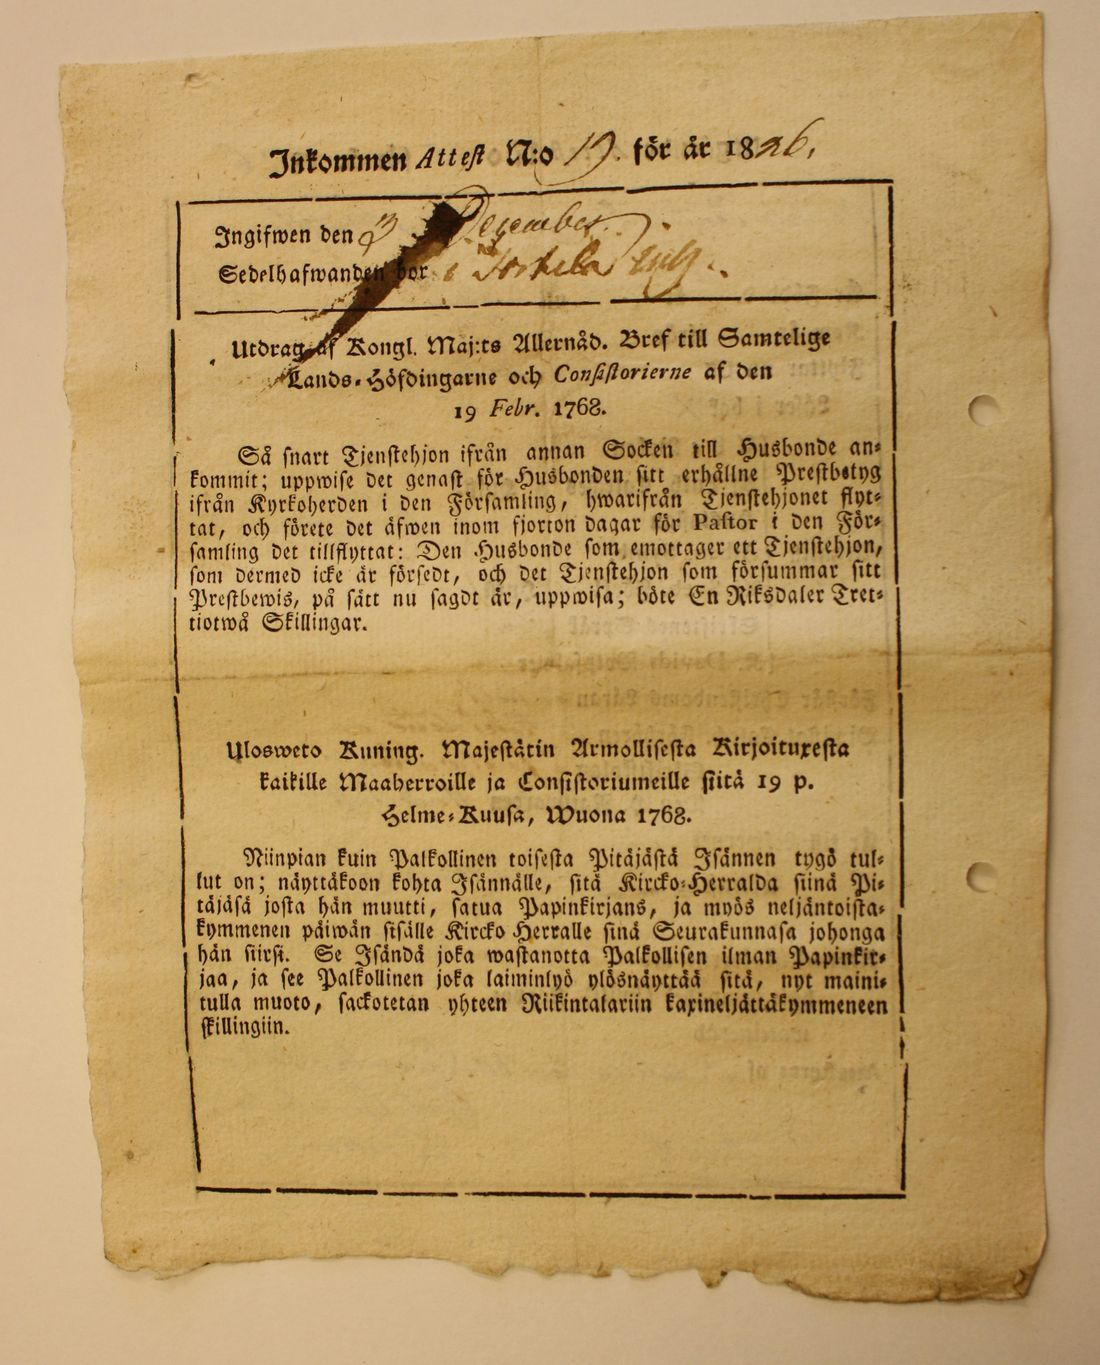 Inkommen Attest N:o 19. för år 1826.
Ingifwen den 3 December.
Sedelhafwanden bor i
Utdrag af Kongl. Maj:ts Allernåd. Bref till Samtelige
Lands-Höfdingarne och Consistorierne af den
19 Febr. 1768.
Så snart Tjenstehjon ifrån annan Socken till Husbonde an-
kommit; uppwise det genast för Husbonden sitt erhållne Prestbetyg
ifrån Kyrkoherden i den Församling, hwarifrån Tjenstehjonet flyt-
tat, och förete det äfwen inom fjorton dagar för Pastor i den För-
samling det tillflyttat: Den Husbonde som emottager ett Tjenstehjon,
som dermed icke är försedt, och det Tjenstehjon som försummar sitt
Prestbewis, på sätt nu sagdt är, uppwisa; böte En Riksdaler Tret-
tiotwå Skillingar.
Ulosweto Kuning. Majestätin Armollisesta Kirjoituxesta
kaikille Maaherroille ja Consistoriumeille siitä 19 p.
Helme-Kuusa, Wuona 1768.
Niinpian kuin Palkollinen toisesta Pitäjästä Isännen tygö tul-
lut on; näyttäkoon kohta Isännälle, sitä Kircko-Herralda siinä Pi-
täjäsä josta hän muutti, satua Papinkirjans, ja myös neljäntoista-
kymmenen päiwän sisälle Kircko Herralle sinä Seurakunnasa johonga
hän siirsi. Se Isändä joka wastanotta Palkollisen ilman Papinkir-
jaa, ja see Palkollinen joka laiminlyö ylösnäyttää sitä, nyt maini-
tulla muoto, sackotetan yhteen Riikintalariin kaxineljättäkymmeneen
skillingiin.